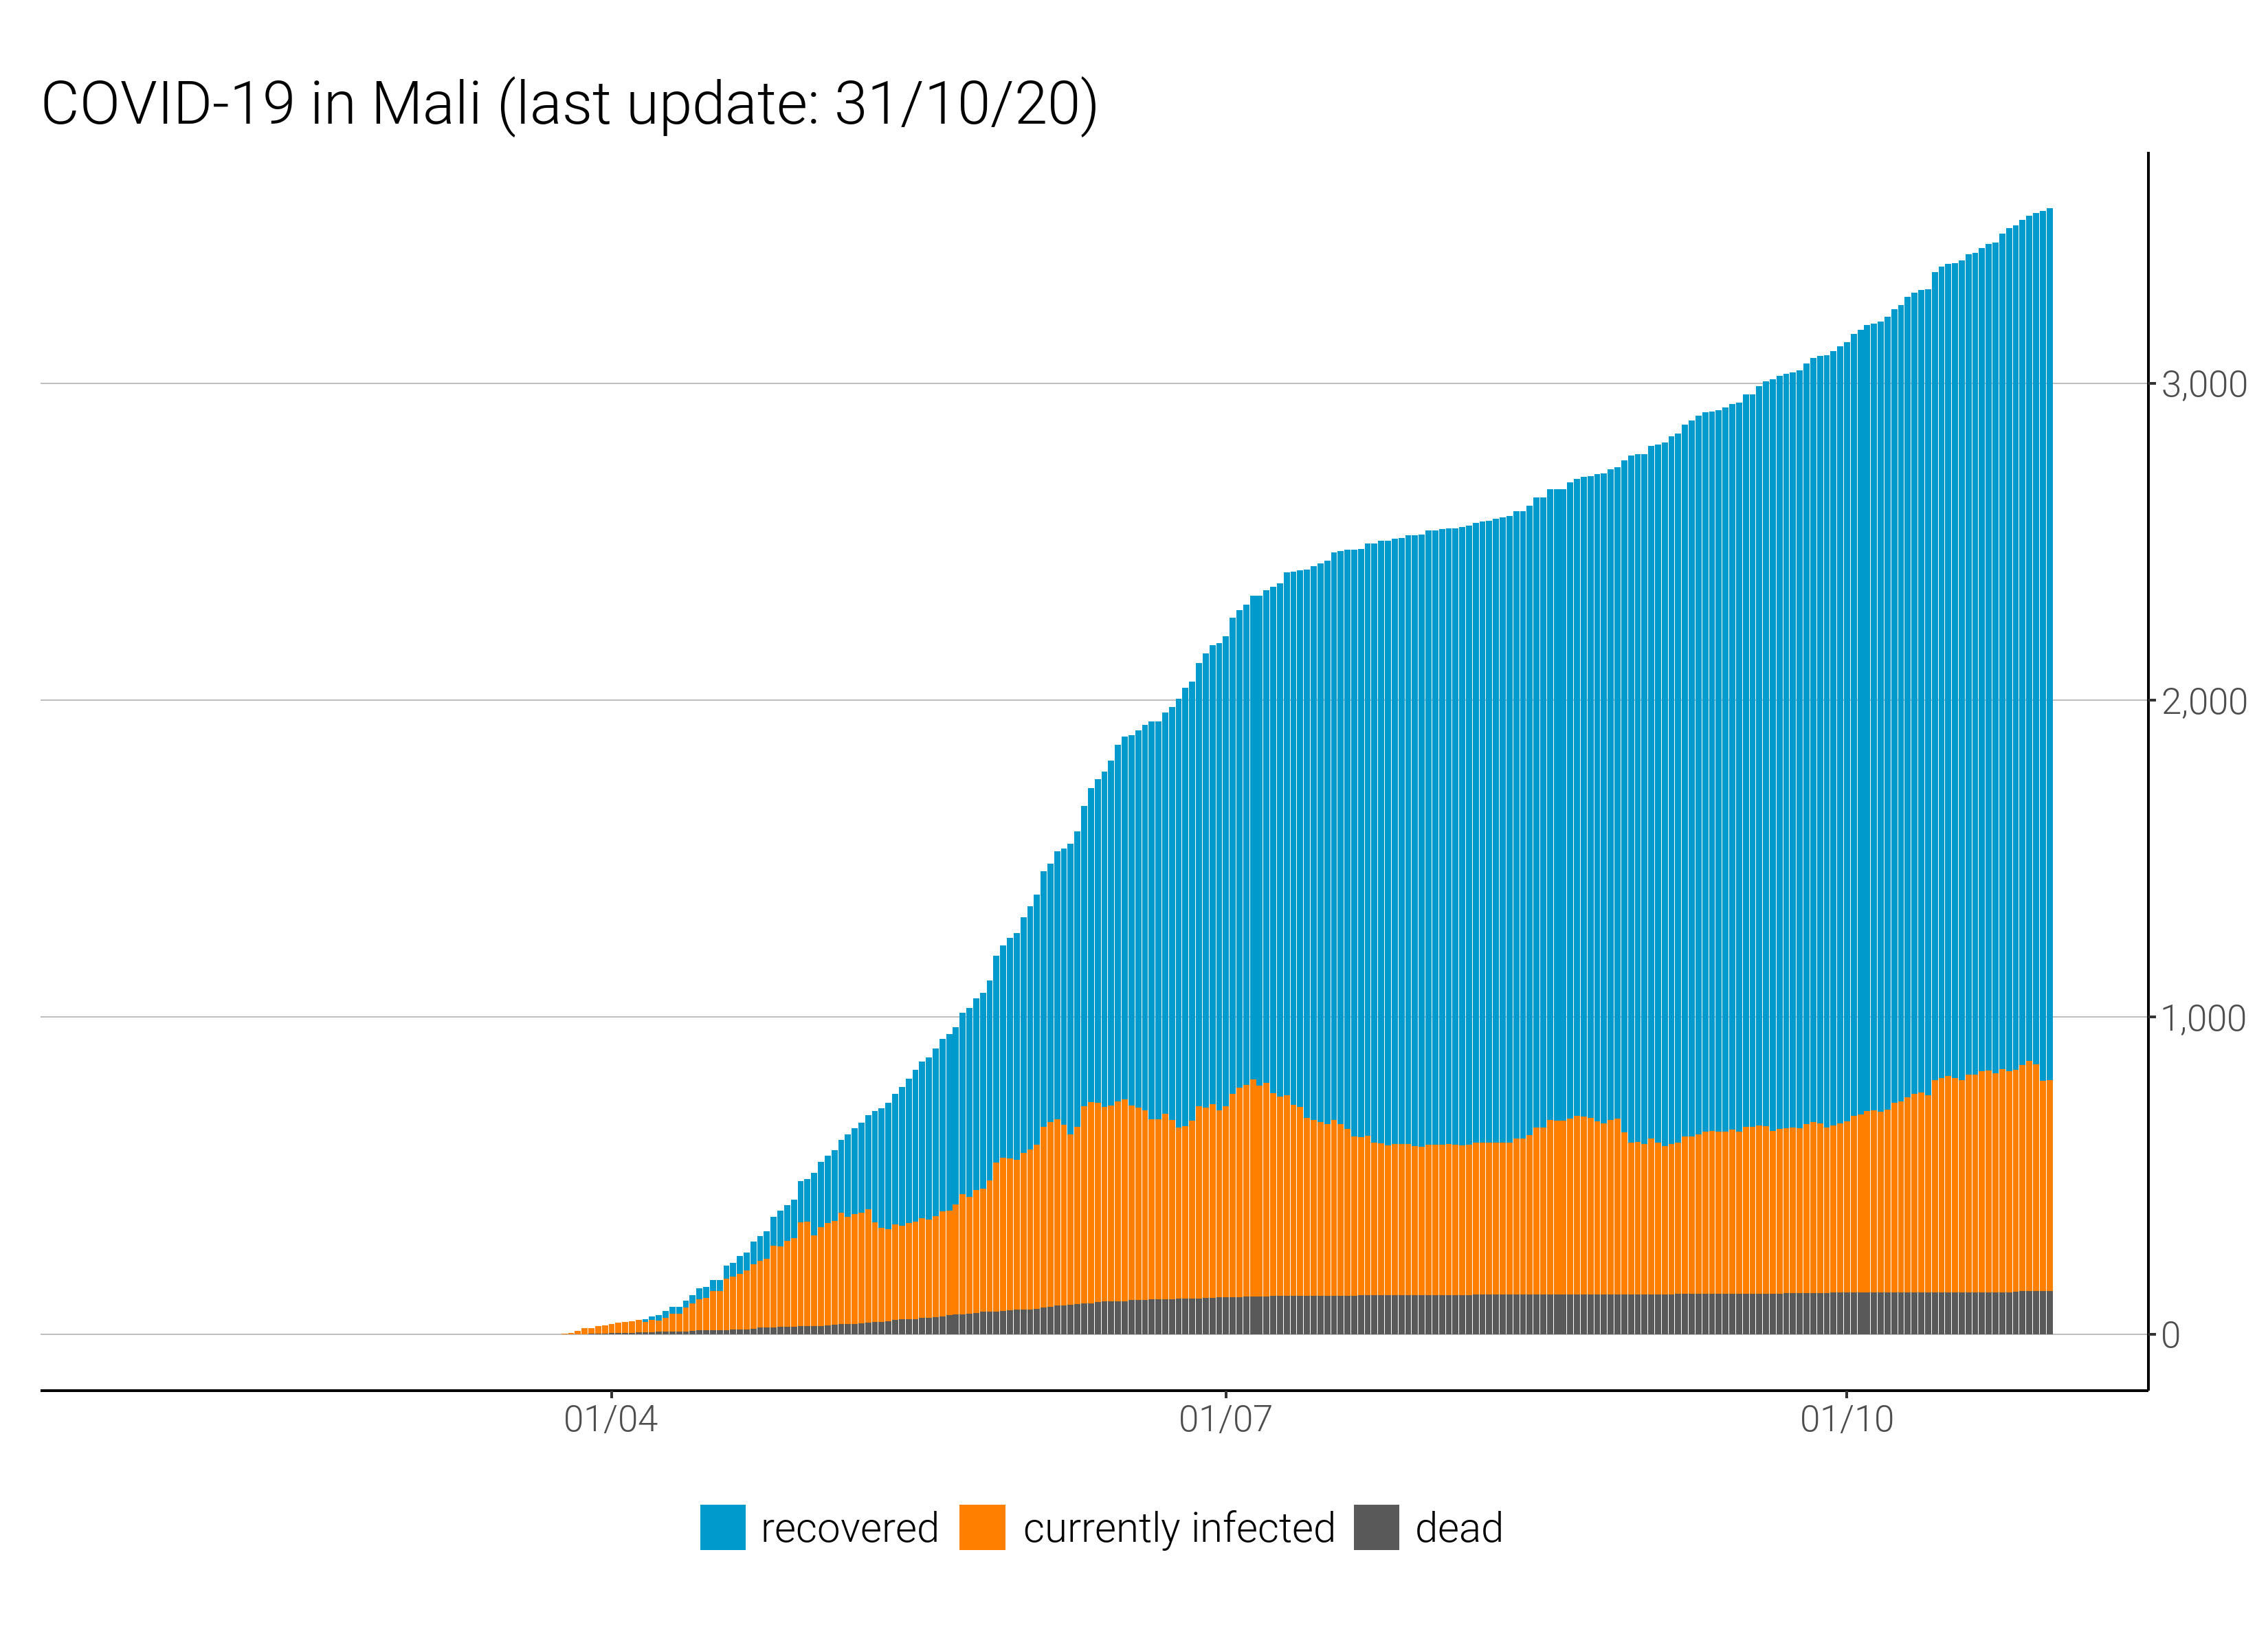 COVID-19 in Mali (last update: 31/10/20)
3,000
2,000
1,000
0
01/04 01/07 01/10
recovered currently infected dead